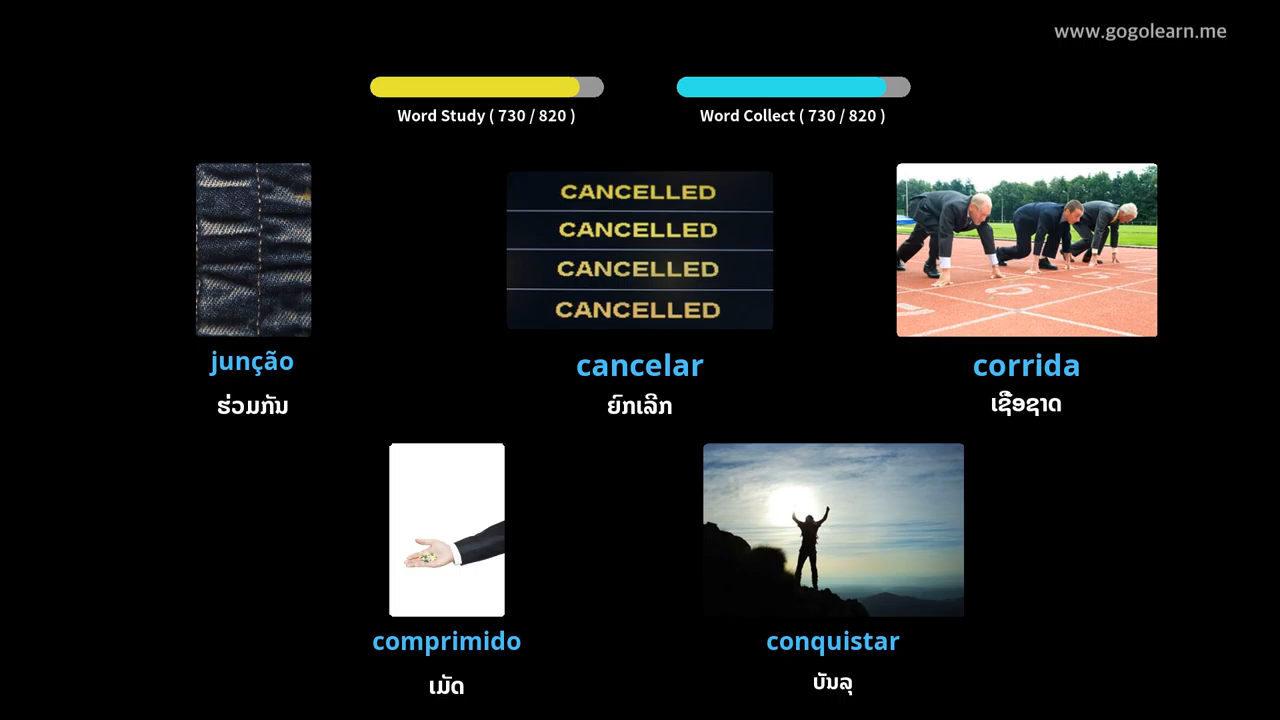 www.gogolearn.me
Word Study ( 730 / 820 )
Word Collect ( 730 / 820 )
CANCELLED
CANCELLED
CANCELLED
CANCELLED
junção
ຮ່ວມກັນ
cancelar
ຍົກເລີກ
corrida
ເຊື້ອຊາດ
comprimido
ເມັດ
conquistar
ບັນລຸ